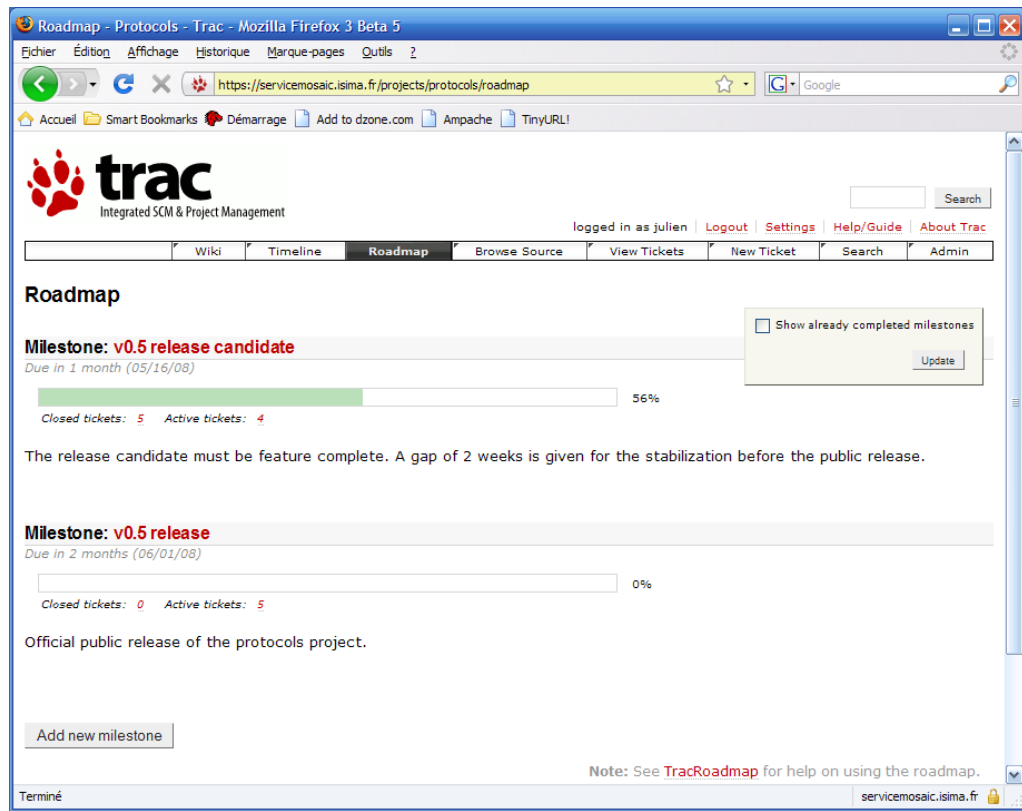 Roadmap - Protocols - Trac - Mozilla Firefox 3 Beta 5
Fichier Édition Affichage Historique Marque-pages Outils ?
https://servicemosaic.isima.fr/projects/protocols/roadmap G Google
Accueil Smart Bookmarks Démarrage Add to dzone.com Ampache TinyURL!
trac
Integrated SCM & Project Management
Search
logged in as julien Logout Settings Help/Guide About Trac
Wiki Timeline Roadmap Browse Source View Tickets New Ticket Search Admin
Roadmap
Show already completed milestones
Update
Milestone: v0.5 release candidate
Due in 1 month (05/16/08)
56%
Closed tickets: 5 Active tickets: 4
The release candidate must be feature complete. A gap of 2 weeks is given for the stabilization before the public release.
Milestone: v0.5 release
Due in 2 months (06/01/08)
0%
Closed tickets: 0 Active tickets: 5
Official public release of the protocols project.
Add new milestone
Note: See TracRoadmap for help on using the roadmap.
Terminé servicemosaic.isima.fr